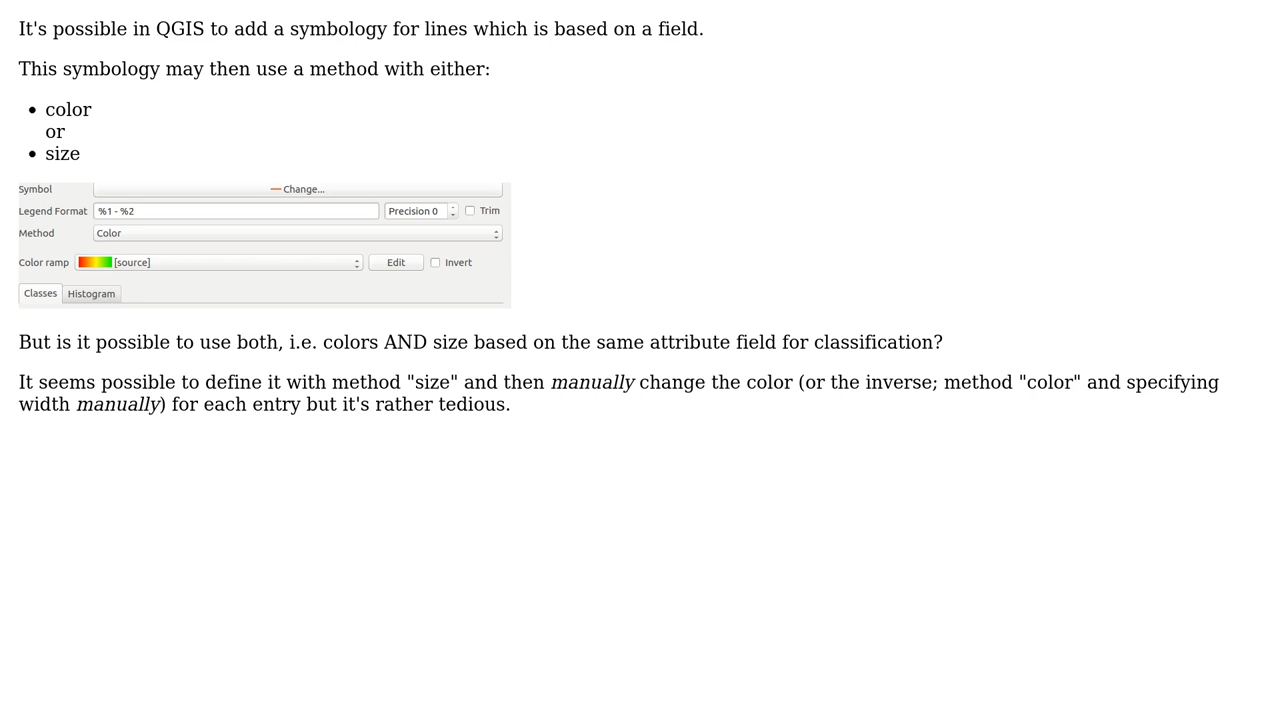 It's possible in QGIS to add a symbology for lines which is based on a field.
This symbology may then use a method with either:
• color
or
• size
Symbol Change...
Legend Format %1 - %2 Precision 0 Trim
Method Color
Color ramp [source] Edit Invert
Classes Histogram
But is it possible to use both, i.e. colors AND size based on the same attribute field for classification?
It seems possible to define it with method "size" and then manually change the color (or the inverse; method "color" and specifying
width manually) for each entry but it's rather tedious.